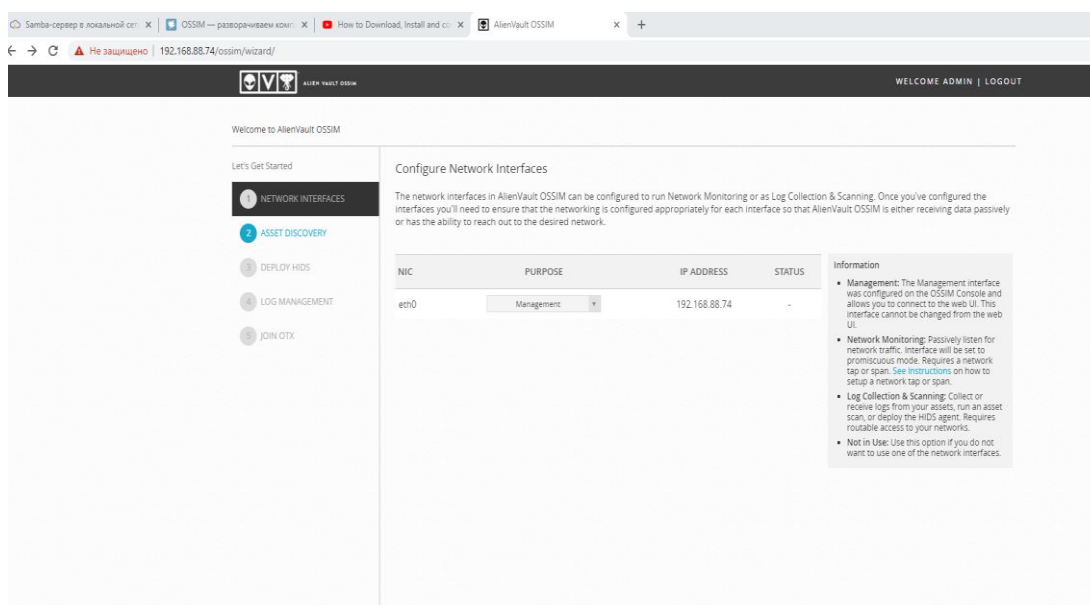 Samba-сервер в локальной сет
OSSIM — разворачиваем комп
How to Download, Install and co
AlienVault OSSIM
Не защищено
192.168.88.74/ossim/wizard/
ALIEN VAULT OSSIM
WELCOME ADMIN | LOGOUT
Welcome to AlienVault OSSIM
Let's Get Started
1 NETWORK INTERFACES
2 ASSET DISCOVERY
3 DEPLOY HIDS
4 LOG MANAGEMENT
5 JOIN OTX
Configure Network Interfaces
The network interfaces in AlienVault OSSIM can be configured to run Network Monitoring or as Log Collection & Scanning. Once you've configured the
interfaces you'll need to ensure that the networking is configured appropriately for each interface so that AlienVault OSSIM is either receiving data passively
or has the ability to reach out to the desired network.
NIC PURPOSE IP ADDRESS STATUS
eth0 Management 192.168.88.74 -
Information
• Management: The Management interface
was configured on the OSSIM Console and
allows you to connect to the web UI. This
interface cannot be changed from the web
UI.
• Network Monitoring: Passively listen for
network traffic. Interface will be set to
promiscuous mode. Requires a network
tap or span. See Instructions on how to
setup a network tap or span.
• Log Collection & Scanning: Collect or
receive logs from your assets, run an asset
scan, or deploy the HIDS agent. Requires
routable access to your networks.
• Not in Use: Use this option if you do not
want to use one of the network interfaces.